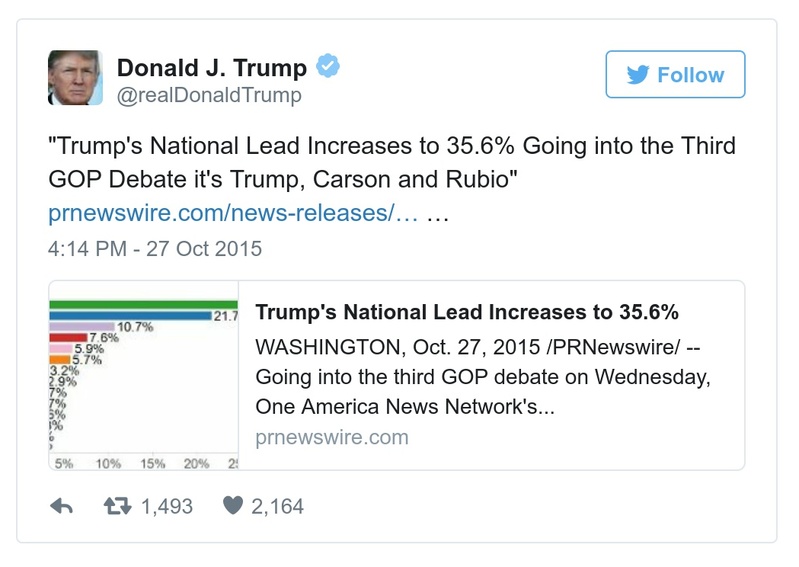 Donald J. Trump
@realDonaldTrump
Follow
"Trump's National Lead Increases to 35.6% Going into the Third
GOP Debate it's Trump, Carson and Rubio"
prnewswire.com/news-releases/… …
4:14 PM - 27 Oct 2015
21.7
10.7%
7.6%
5.9%
5.7%
3.2%
2.9%
7%
7%
5% 10% 15% 20% 2
Trump's National Lead Increases to 35.6%
WASHINGTON, Oct. 27, 2015 /PRNewswire/ --
Going into the third GOP debate on Wednesday,
One America News Network's...
prnewswire.com
1,493 2,164